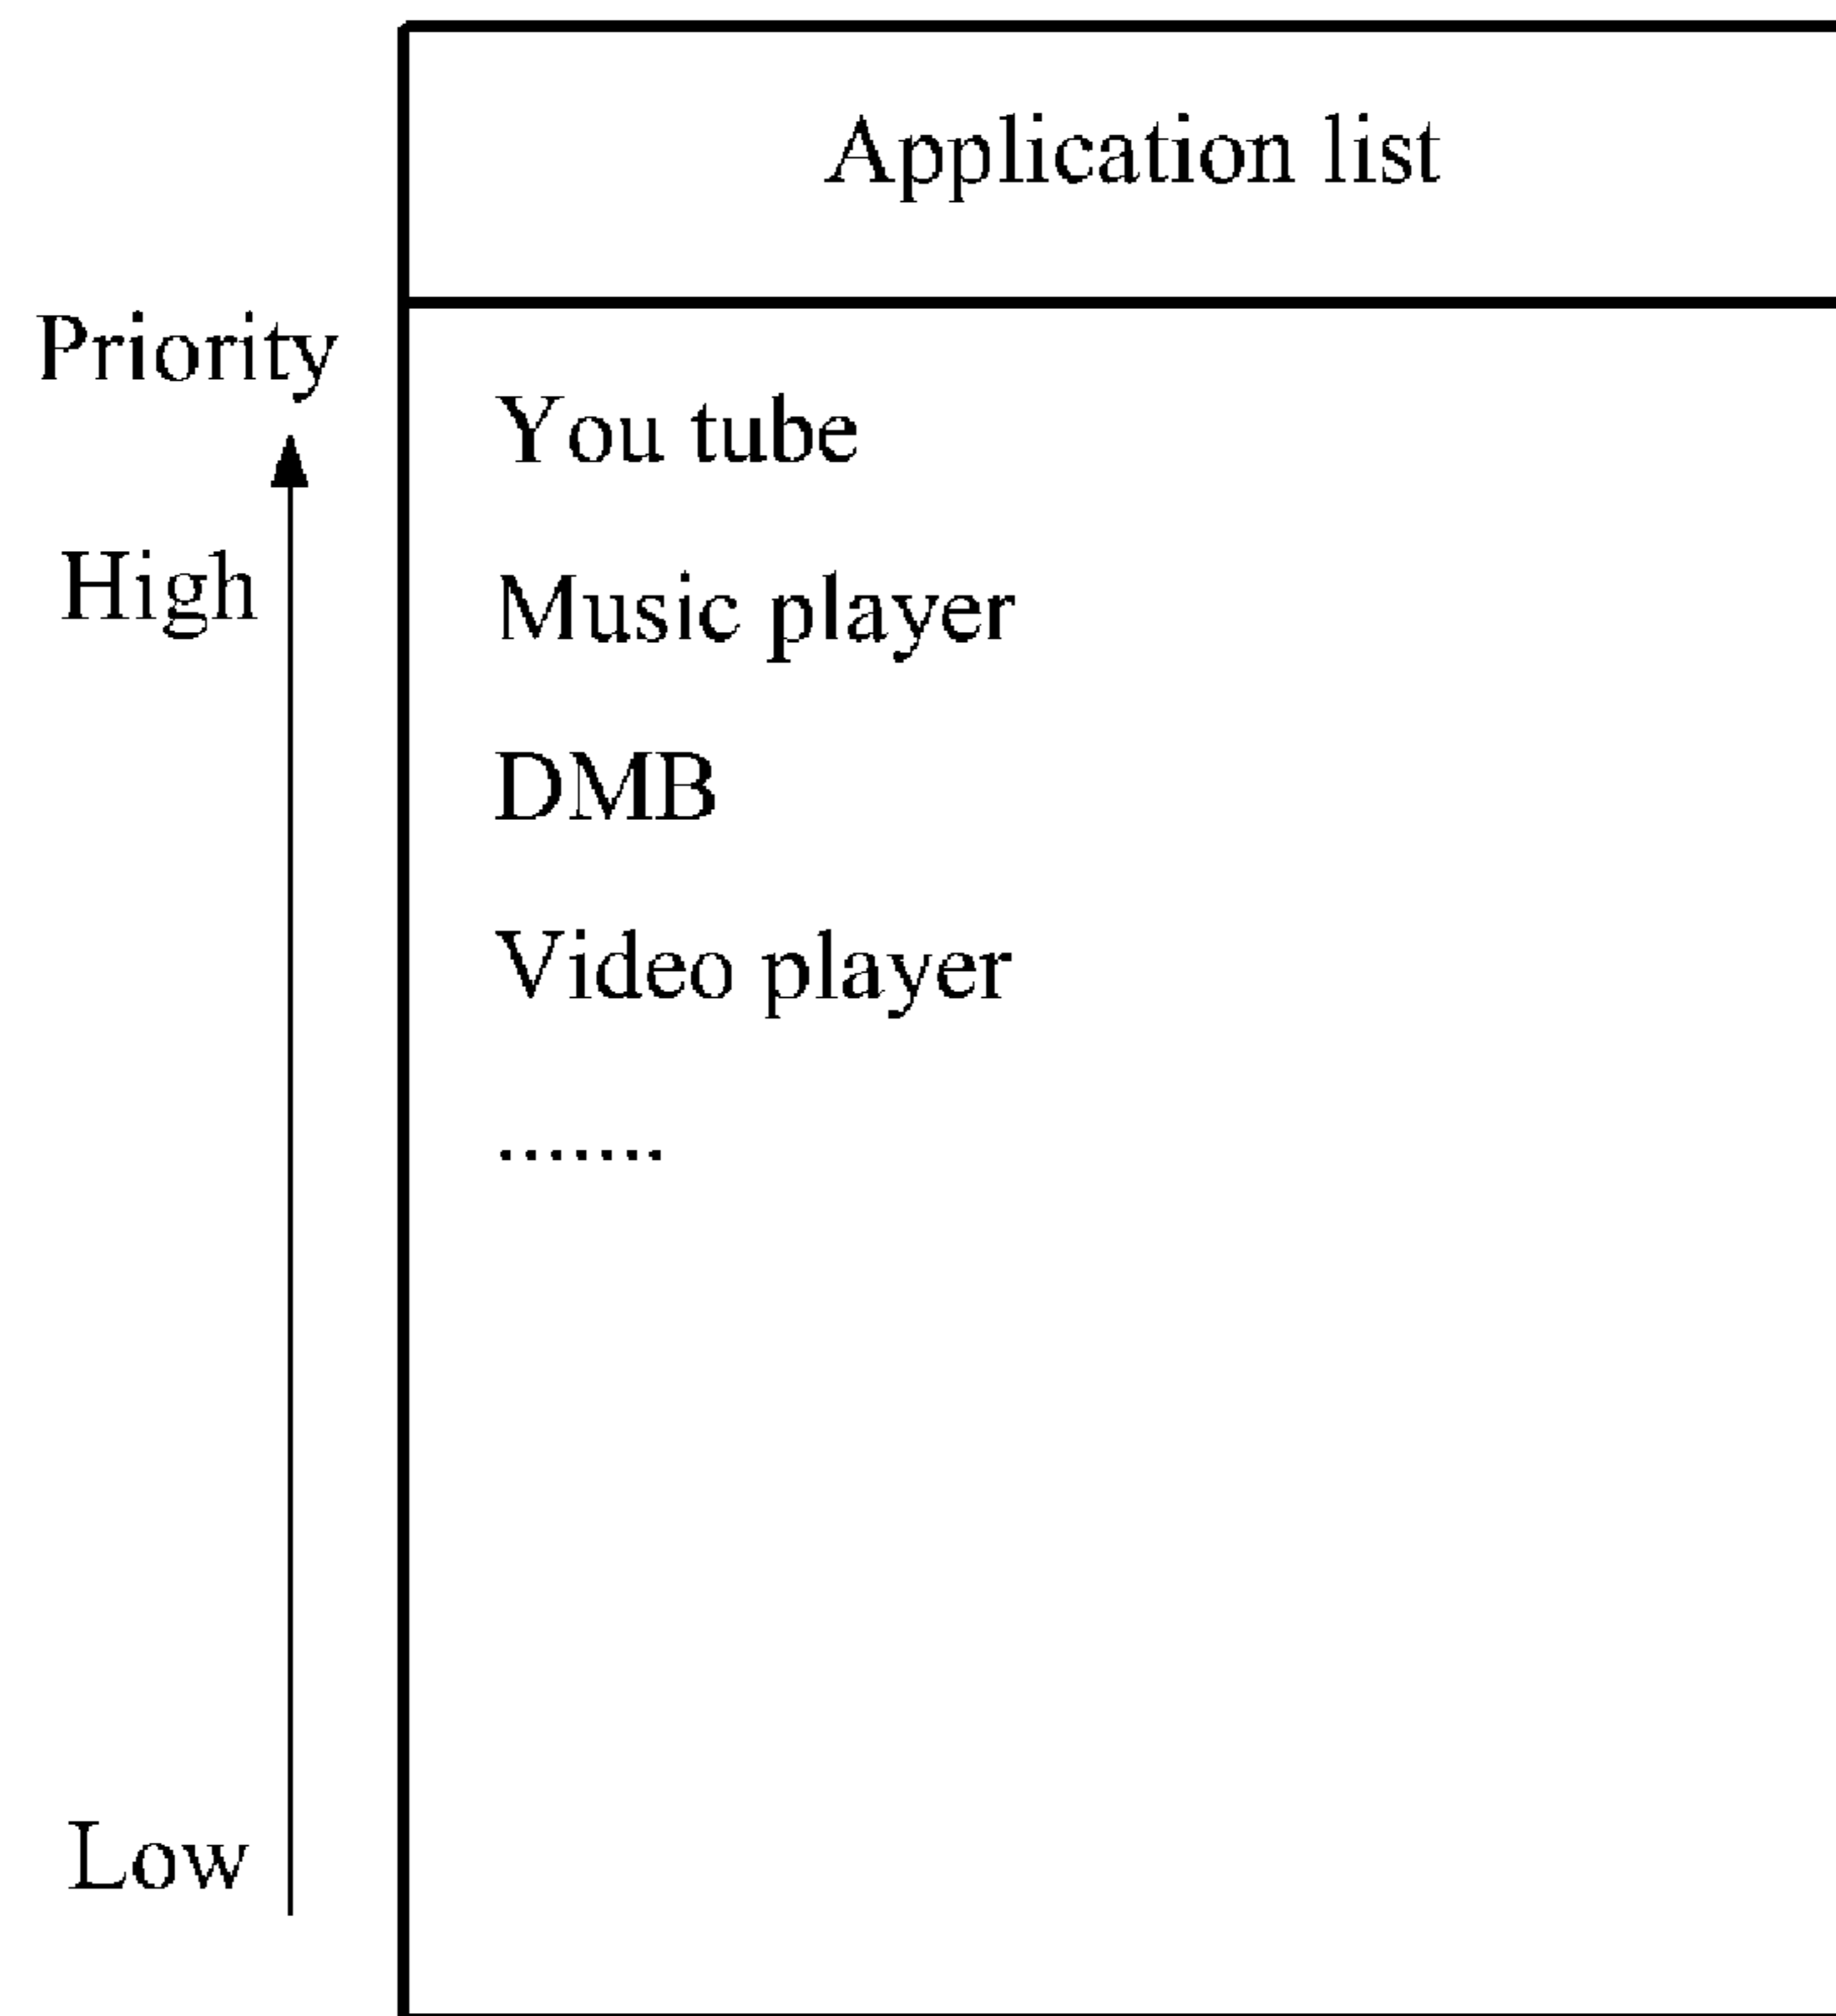 Application list
Priority
You tube
High
Music player
DMB
Video player
.......
Low